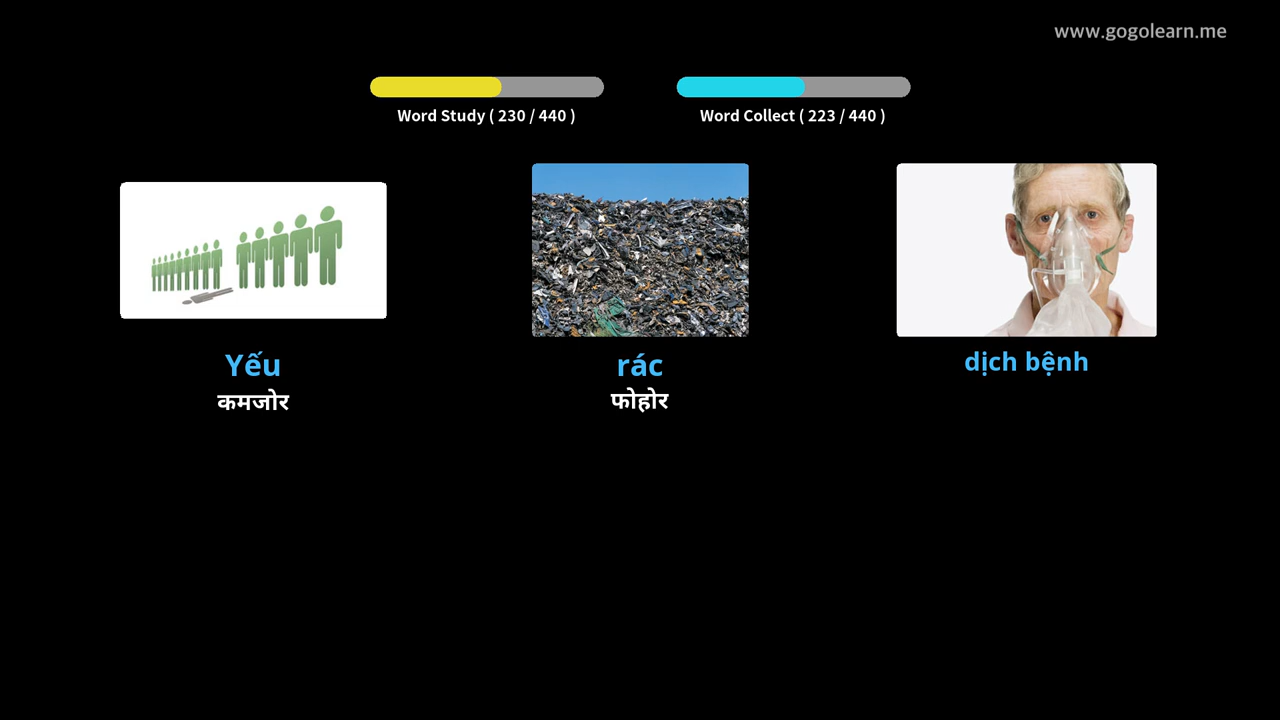 www.gogolearn.me
Word Study ( 230 / 440 )
Word Collect ( 223 / 440 )
Yếu
कमजोर
rác
फोहोर
dịch bệnh